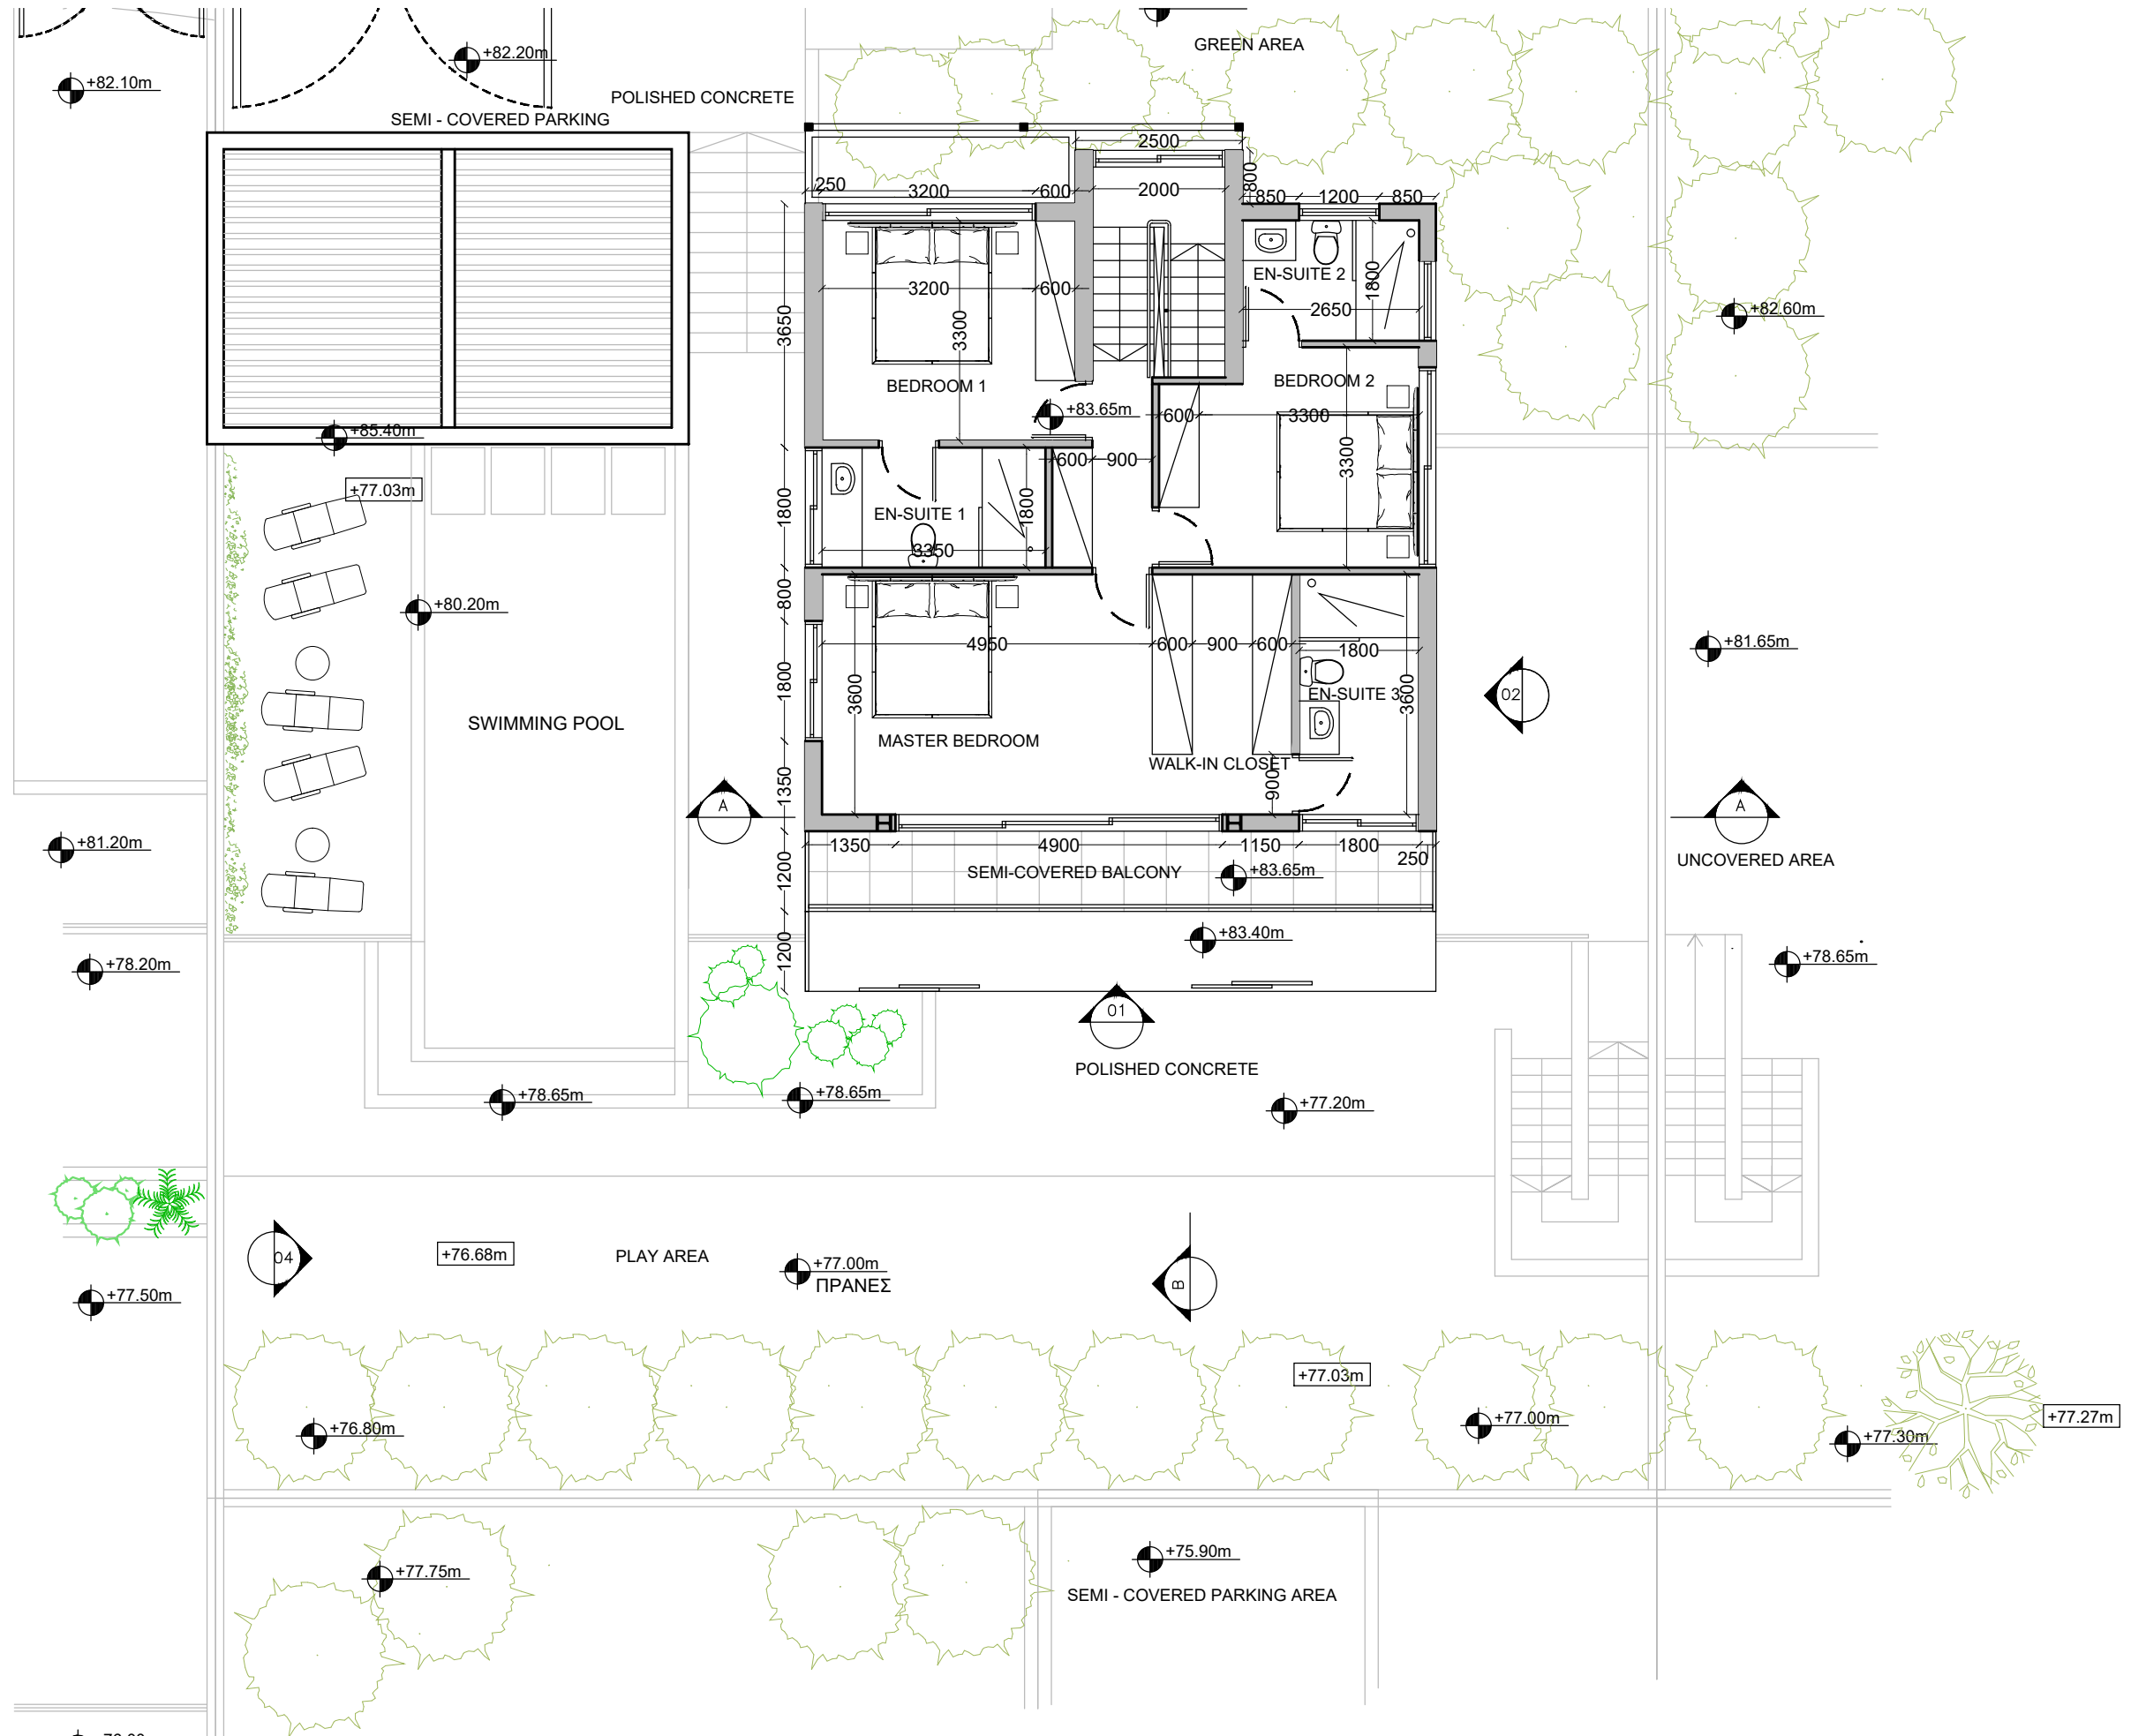 +82.20m
GREEN AREA
+82.10m
POLISHED CONCRETE
SEMI - COVERED PARKING
2500
250
3200
600
2000
800
850
1200
850
EN-SUITE 2
1800
3200
600
2650
+82.60m
3650
3300
BEDROOM 1
BEDROOM 2
+83.65m
600
3300
+85.40m
600
900
3300
+77.03m
1800
EN-SUITE 1
1800
3350
800
+80.20m
4950
600
900
600
1800
+81.65m
1800
3600
EN-SUITE 3
3600
02
SWIMMING POOL
MASTER BEDROOM
WALK-IN CLOSET
900
1350
A
A
+81.20m
1350
4900
1150
1800
250
UNCOVERED AREA
1200
SEMI-COVERED BALCONY
+83.65m
+83.40m
1200
+78.20m
+78.65m
01
POLISHED CONCRETE
+78.65m
+78.65m
+77.20m
04
+76.68m
PLAY AREA
+77.00m
ΠΡΑΝΕΣ
B
+77.50m
+77.03m
+76.80m
+77.00m
+77.30m
+77.27m
+77.75m
+75.90m
SEMI - COVERED PARKING AREA